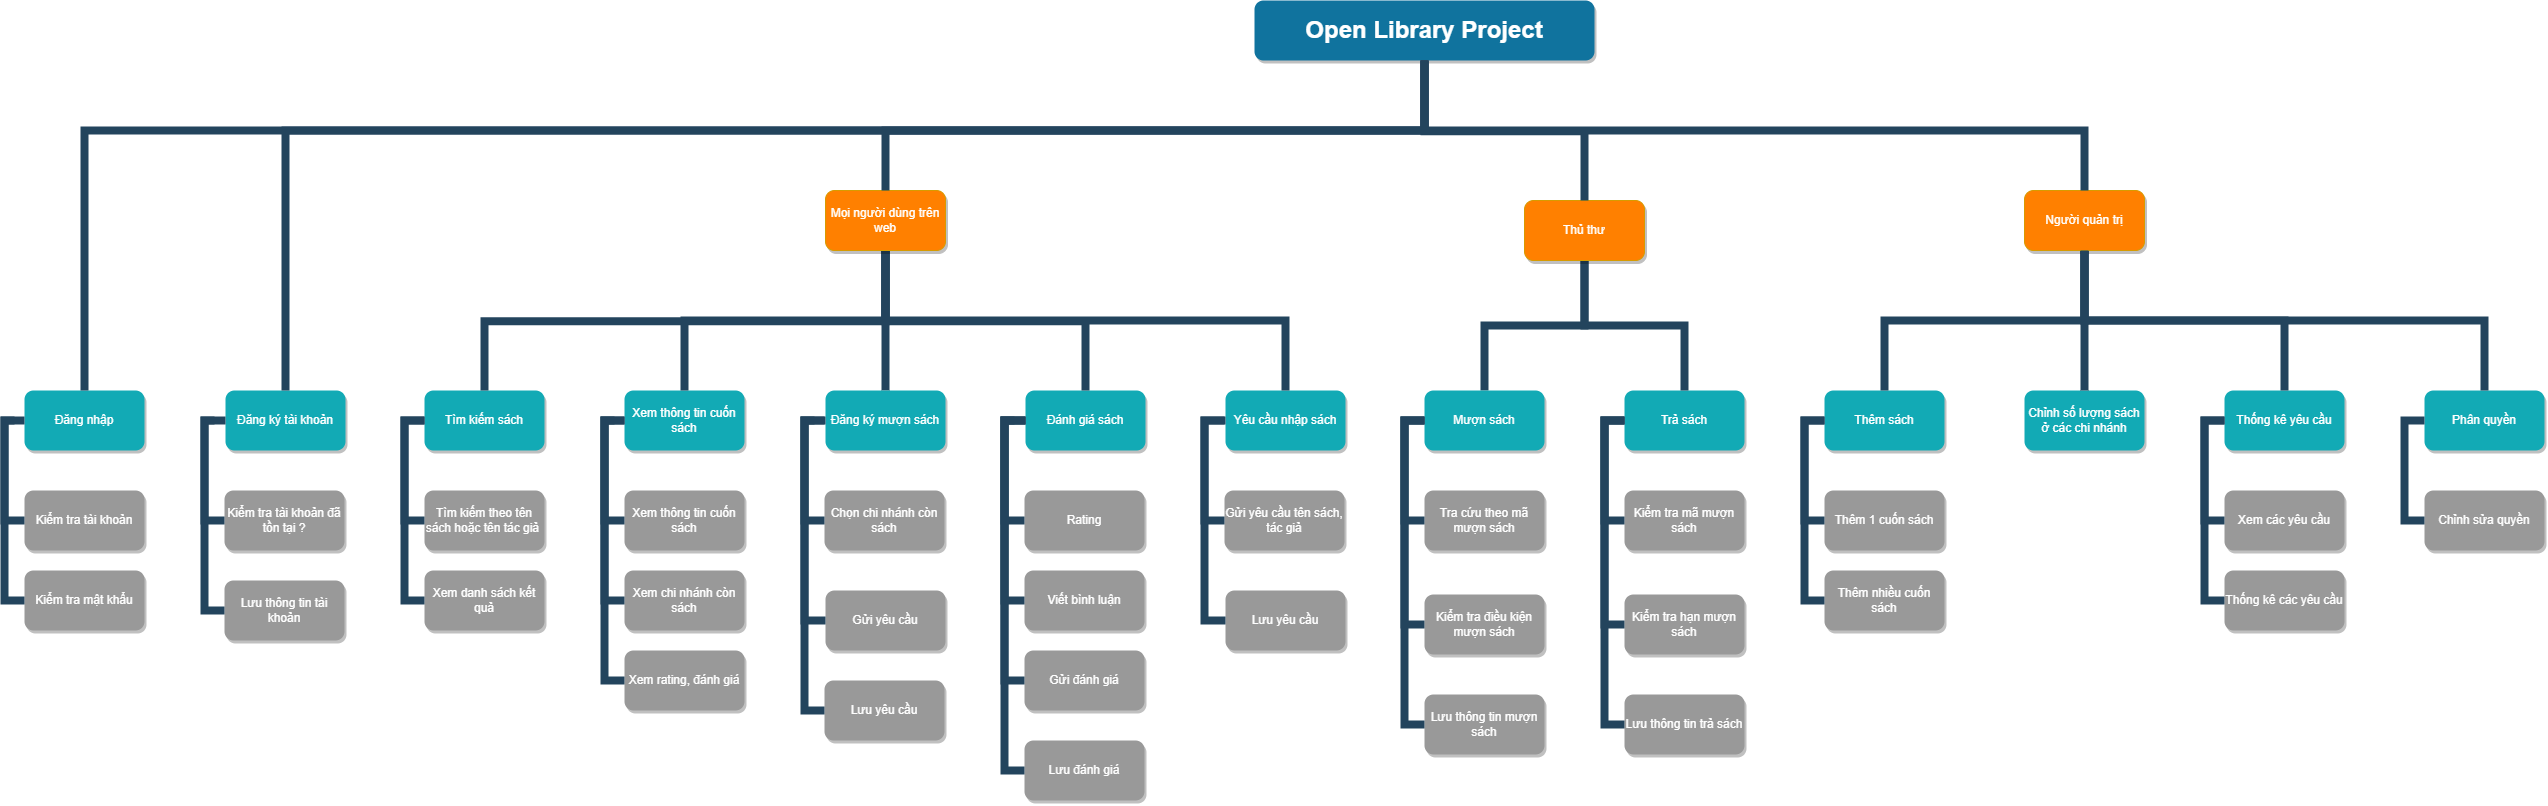 Open Library Project
Mọi người dùng trên
web
Thủ thư
Người quản trị
Đăng nhập
Kiểm tra tài khoản
Kiểm tra mật khẩu
Đăng ký tài khoản
Kiểm tra tài khoản đã
tồn tại ?
Lưu thông tin tài
khoản
Tìm kiếm sách
Tìm kiếm theo tên
sách hoặc tên tác giả
Xem danh sách kết
quả
Xem thông tin cuốn
sách
Xem thông tin cuốn
sách
Xem chi nhánh còn
sách
Xem rating, đánh giá
Đăng ký mượn sách
Chọn chi nhánh còn
sách
Gửi yêu cầu
Lưu yêu cầu
Đánh giá sách
Rating
Viết bình luận
Gửi đánh giá
Lưu đánh giá
Yêu cầu nhập sách
Gửi yêu cầu tên sách,
tác giả
Lưu yêu cầu
Mượn sách
Tra cứu theo mã
mượn sách
Kiểm tra điều kiện
mượn sách
Lưu thông tin mượn
sách
Trả sách
Kiểm tra mã mượn
sách
Kiểm tra hạn mượn
sách
Lưu thông tin trả sách
Thêm sách
Thêm 1 cuốn sách
Thêm nhiều cuốn
sách
Chỉnh số lượng sách
ở các chi nhánh
Thống kê yêu cầu
Xem các yêu cầu
Thống kê các yêu cầu
Phân quyền
Chỉnh sửa quyền